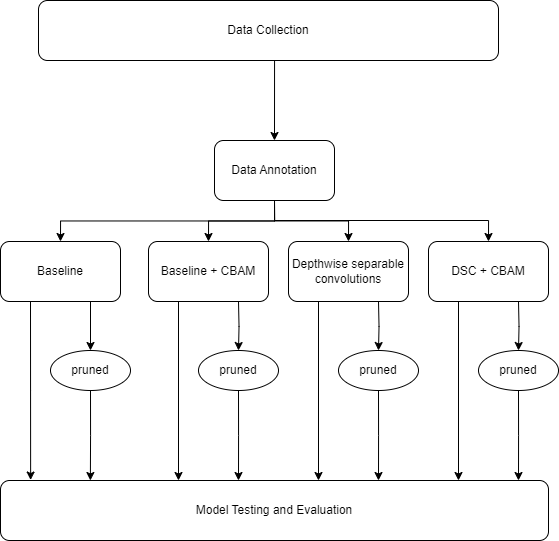 Data Collection
Data Annotation
Baseline
Baseline + CBAM
Depthwise separable
convolutions
DSC + CBAM
pruned
pruned
pruned
pruned
Model Testing and Evaluation